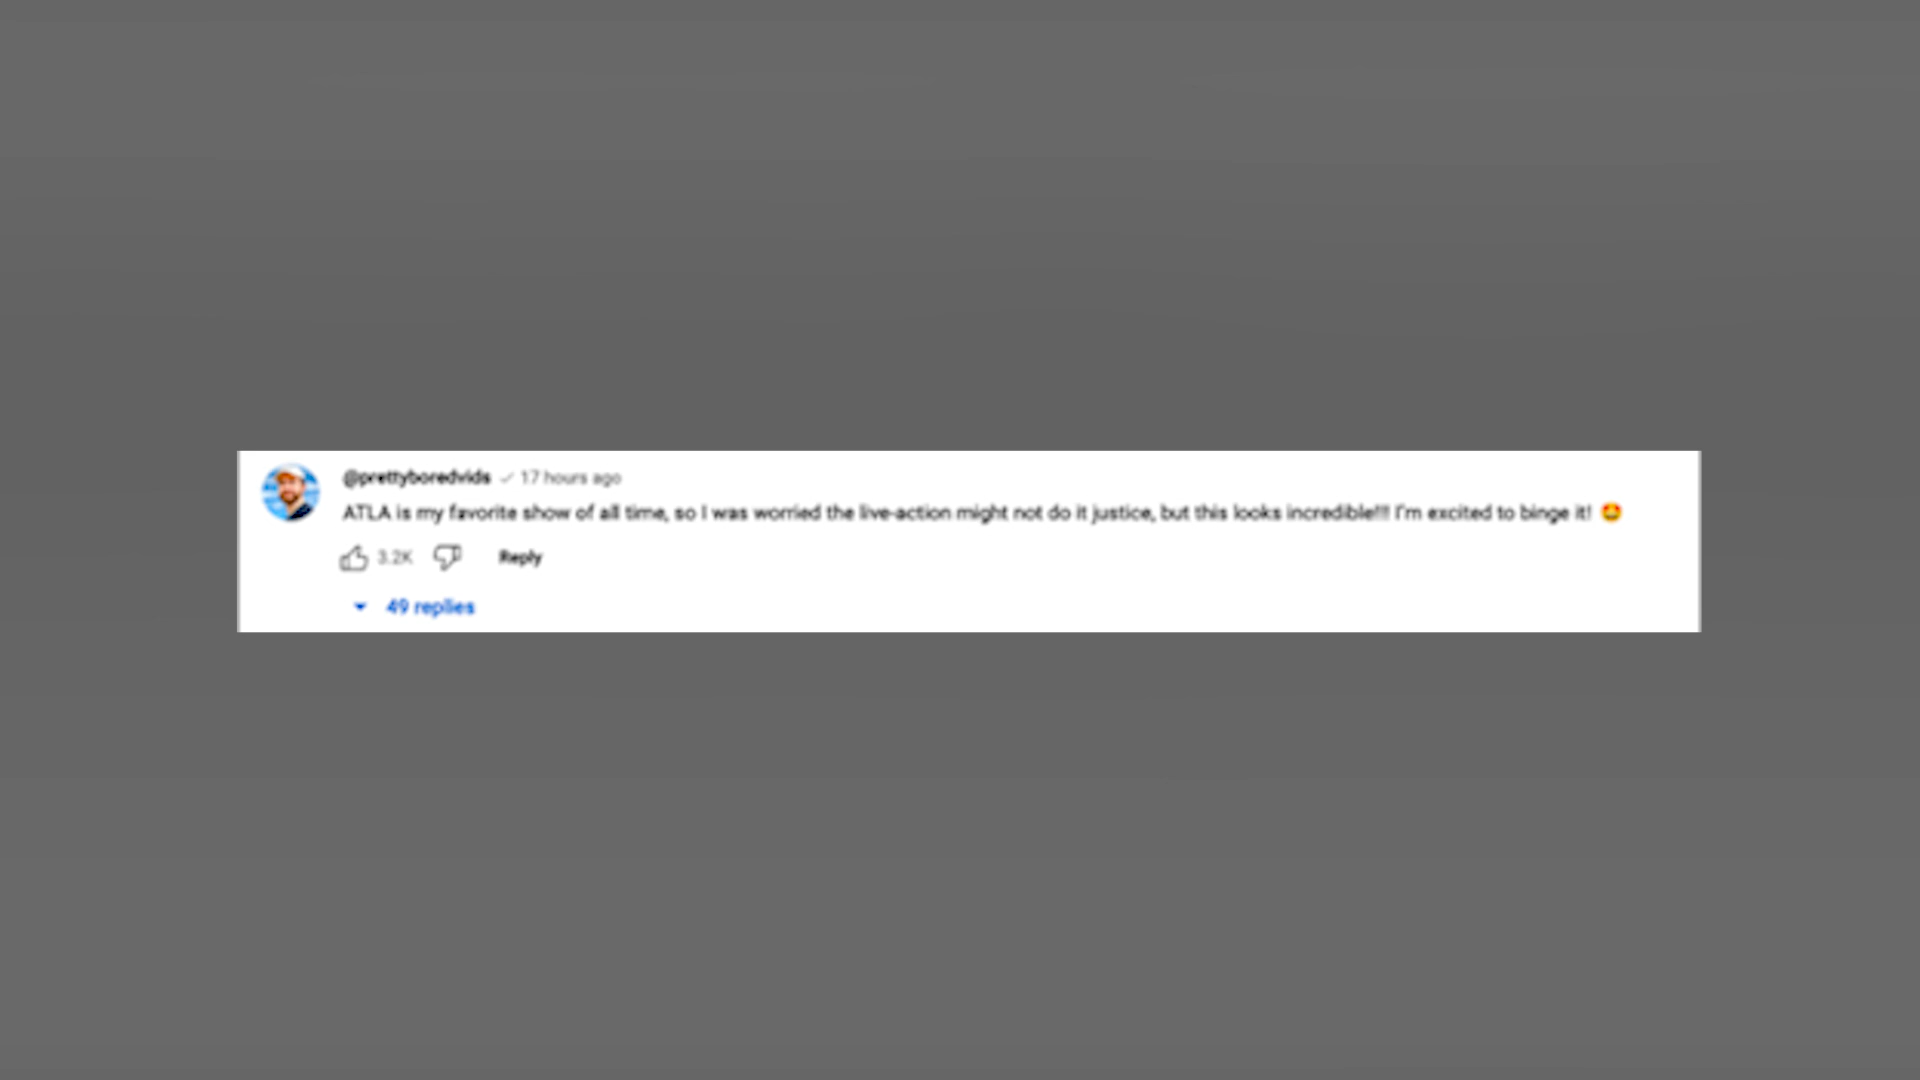 @prettyboredvids 17 hours ago
ATLA is my favorite show of all time, so I was worried the live-action might not do it justice, but this looks incredible!!! I'm excited to binge it! 🤩
3.2K Reply
49 replies